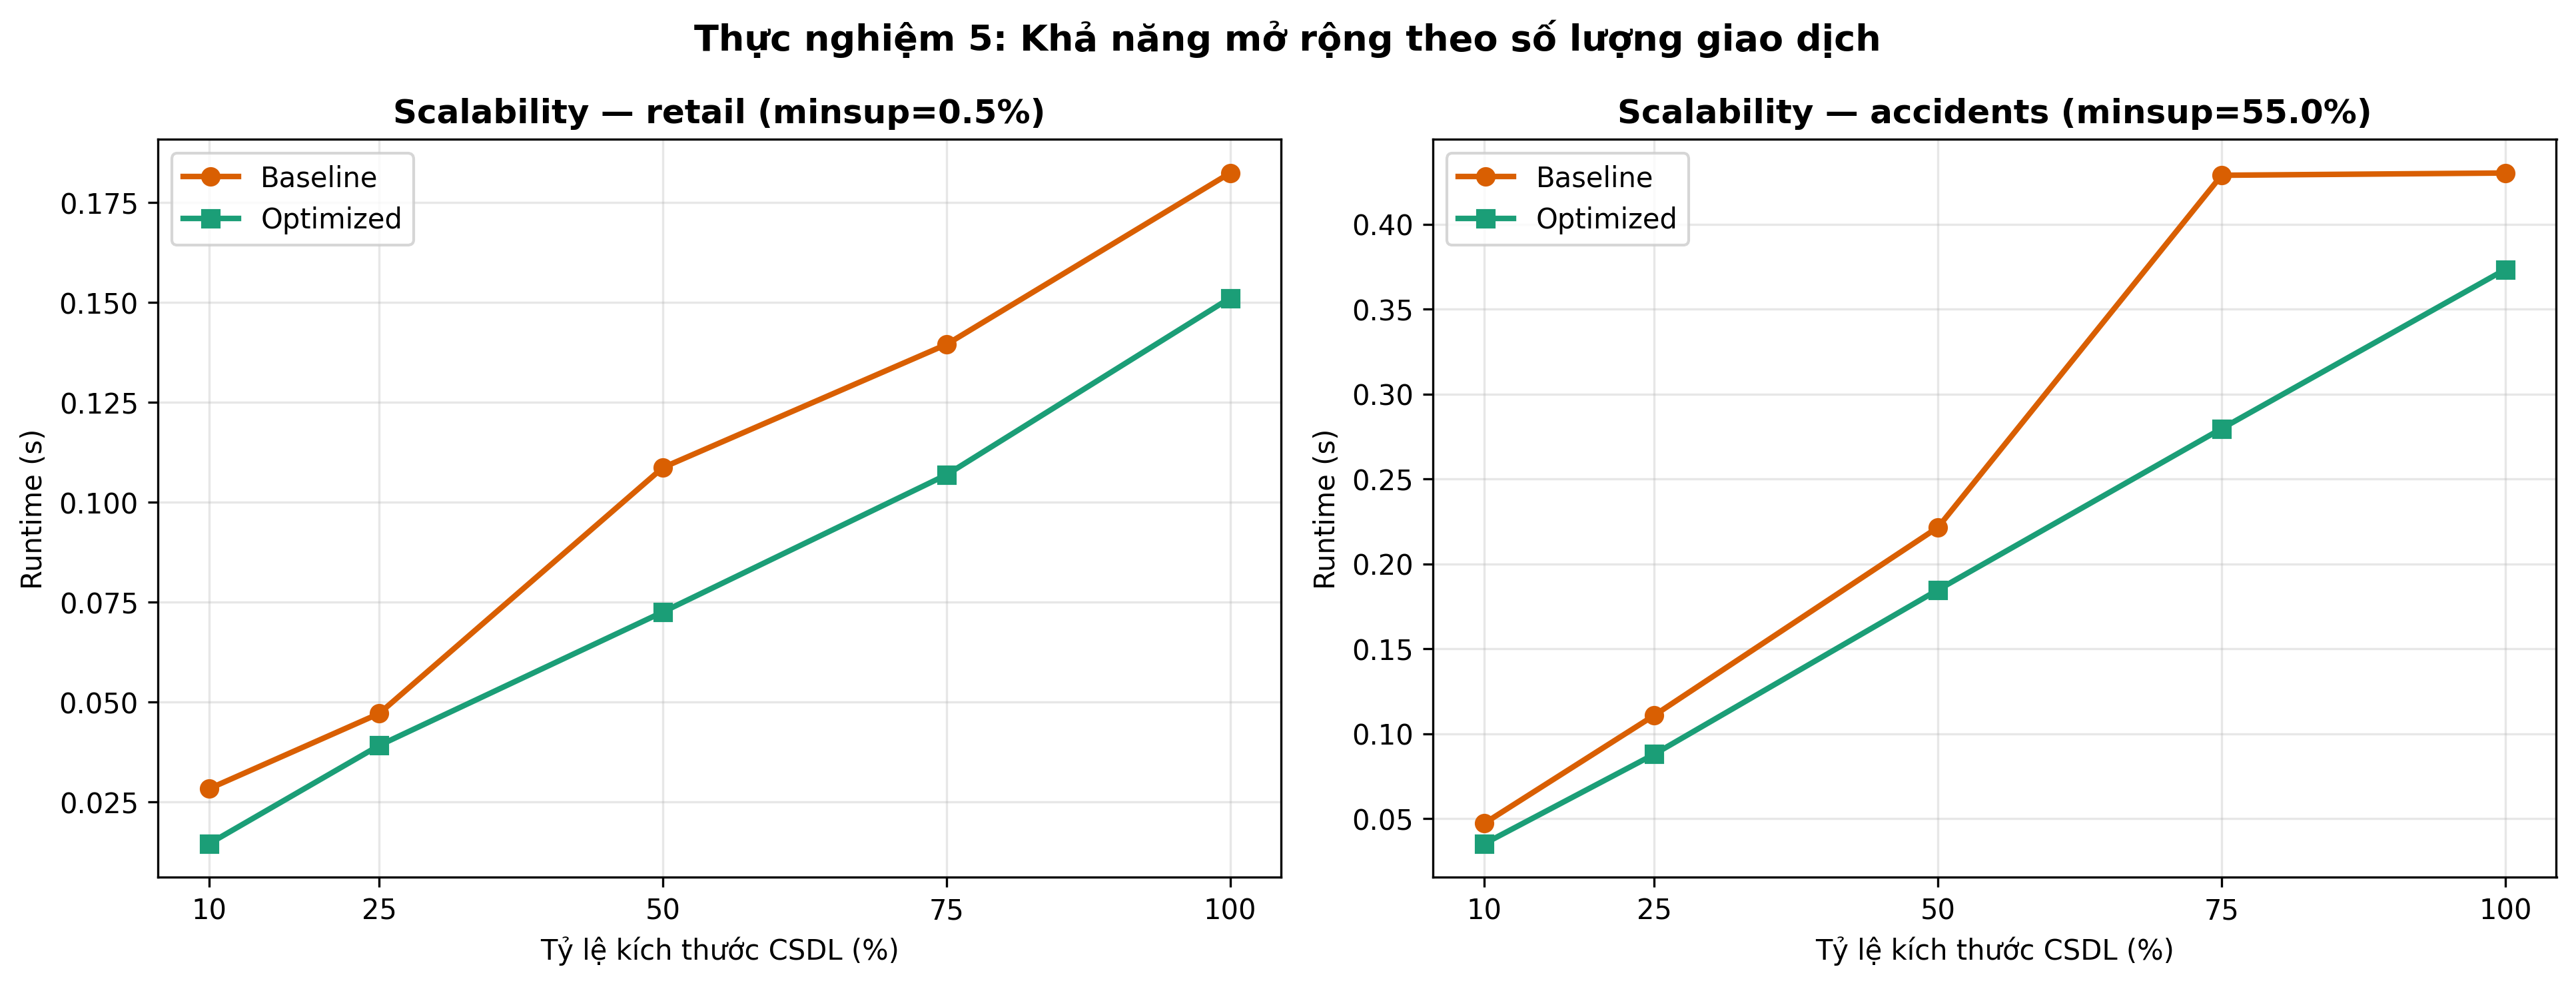 Thực nghiệm 5: Khả năng mở rộng theo số lượng giao dịch
Scalability — retail (minsup=0.5%)
Baseline
Optimized
0.175
0.150
0.125
0.100
0.075
0.050
0.025
Runtime (s)
10 25 50 75 100
Tỷ lệ kích thước CSDL (%)
Scalability — accidents (minsup=55.0%)
Baseline
Optimized
0.40
0.35
0.30
0.25
0.20
0.15
0.10
0.05
Runtime (s)
10 25 50 75 100
Tỷ lệ kích thước CSDL (%)